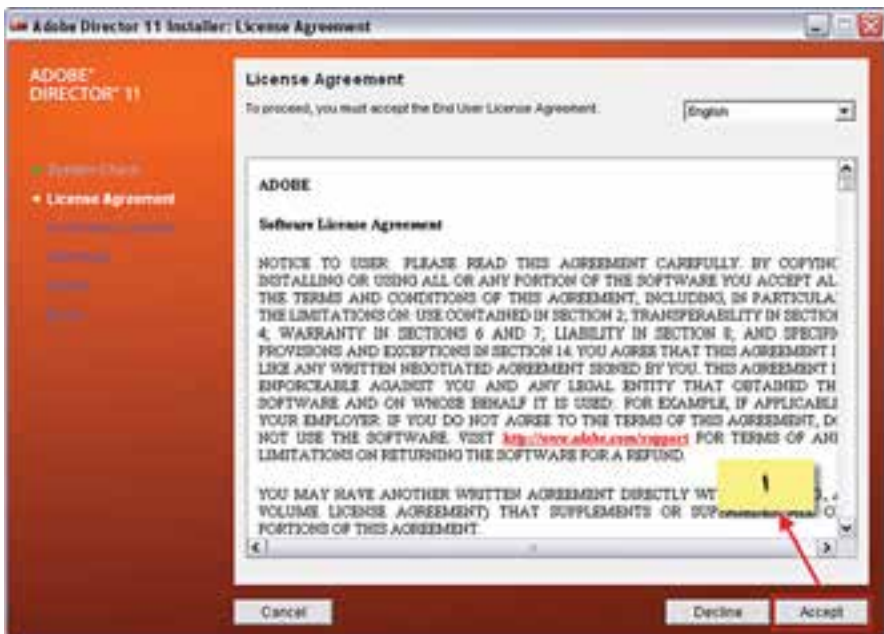 Adobe Director 11 Installer: License Agreement
ADOBE®
DIRECTOR® 11
System Check
License Agreement
License Agreement
To proceed, you must accept the End User License Agreement.
English
ADOBE
Software License Agreement
NOTICE TO USER: PLEASE READ THIS AGREEMENT CAREFULLY. BY COPYING
INSTALLING OR USING ALL OR ANY PORTION OF THE SOFTWARE YOU ACCEPT AL
THE TERMS AND CONDITIONS OF THIS AGREEMENT, INCLUDING, IN PARTICULA
THE LIMITATIONS ON: USE CONTAINED IN SECTION 2; TRANSFERABILITY IN SECTION
4; WARRANTY IN SECTIONS 6 AND 7; LIABILITY IN SECTION 8; AND SPECIFI
PROVISIONS AND EXCEPTIONS IN SECTION 14. YOU AGREE THAT THIS AGREEMENT I
LIKE ANY WRITTEN NEGOTIATED AGREEMENT SIGNED BY YOU. THIS AGREEMENT I
ENFORCEABLE AGAINST YOU AND ANY LEGAL ENTITY THAT OBTAINED TH
SOFTWARE AND ON WHOSE BEHALF IT IS USED: FOR EXAMPLE, IF APPLICABLE
YOUR EMPLOYER. IF YOU DO NOT AGREE TO THE TERMS OF THIS AGREEMENT, DO
NOT USE THE SOFTWARE. VISIT http://www.adobe.com/support FOR TERMS OF AND
LIMITATIONS ON RETURNING THE SOFTWARE FOR A REFUND.
YOU MAY HAVE ANOTHER WRITTEN AGREEMENT DIRECTLY
VOLUME LICENSE AGREEMENT) THAT SUPPLEMENTS OR
PORTIONS OF THIS AGREEMENT.
۱
Cancel
Decline
Accept